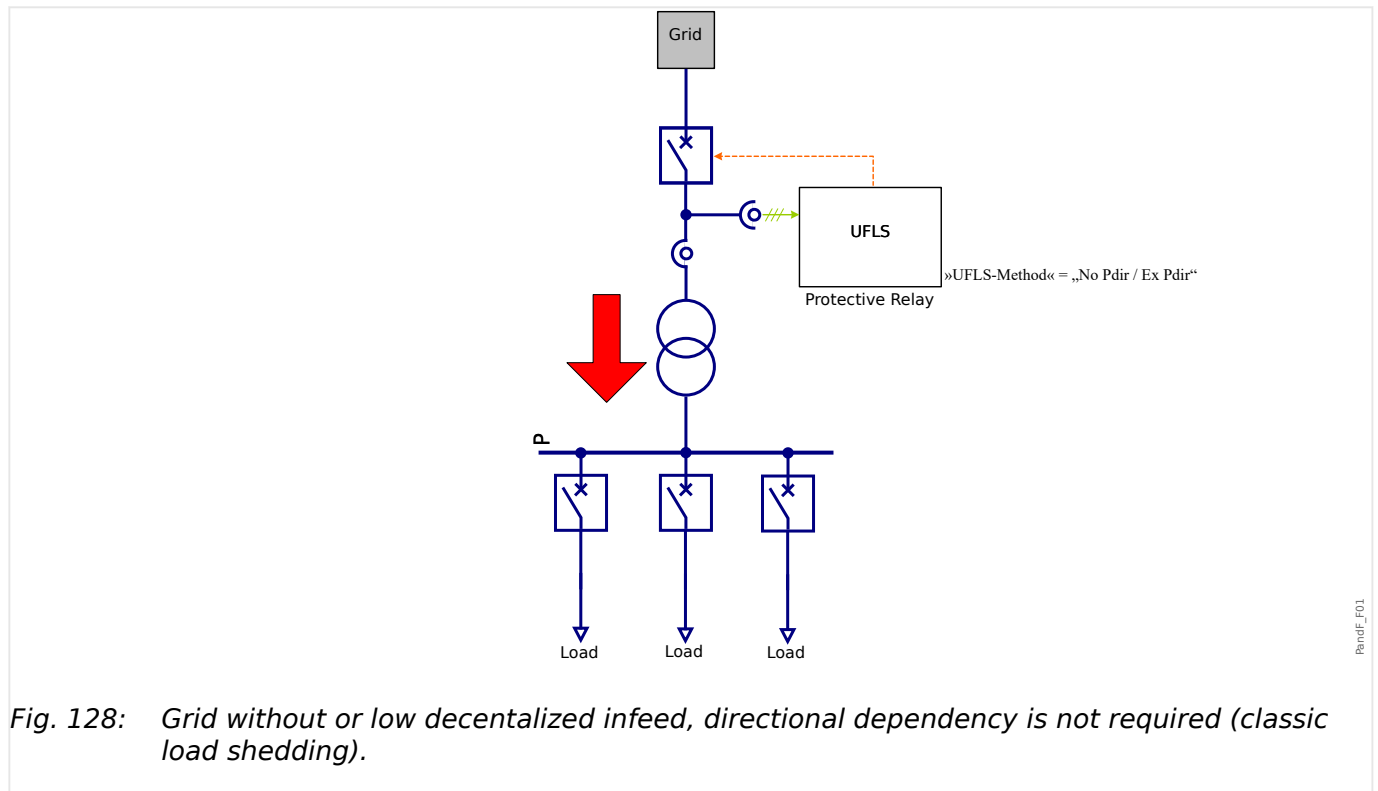 Grid
UFLS
»UFLS-Method« = „No Pdir / Ex Pdir“
Protective Relay
P
Load
Load
Load
PandF_F01
Fig. 128: Grid without or low decentalized infeed, directional dependency is not required (classic
load shedding).